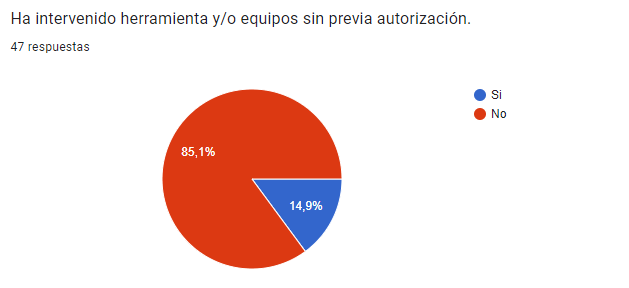 Ha intervenido herramienta y/o equipos sin previa autorización.
47 respuestas
Si
No
85,1%
14,9%